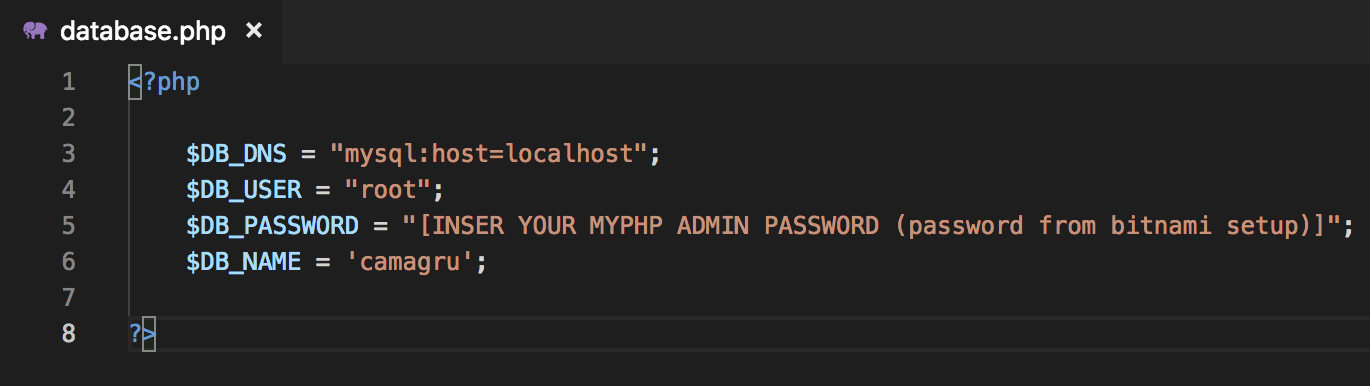 database.php ×
1 <?php
2
3 $DB_DNS = "mysql:host=localhost";
4 $DB_USER = "root";
5 $DB_PASSWORD = "[INSER YOUR MYPHP ADMIN PASSWORD (password from bitnami setup)]";
6 $DB_NAME = 'camagru';
7
8 ?>